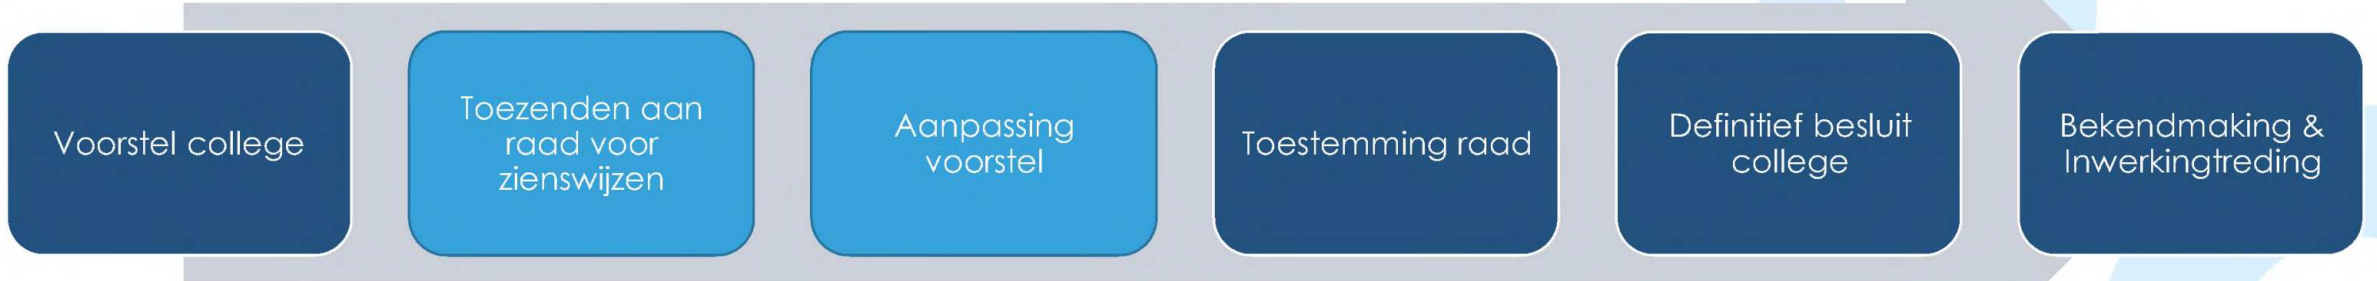 Voorstel college
Toezenden aan
raad voor
zienswijzen
Aanpassing
voorstel
Toestemming raad
Definitief besluit
college
Bekendmaking &
Inwerkingtreding